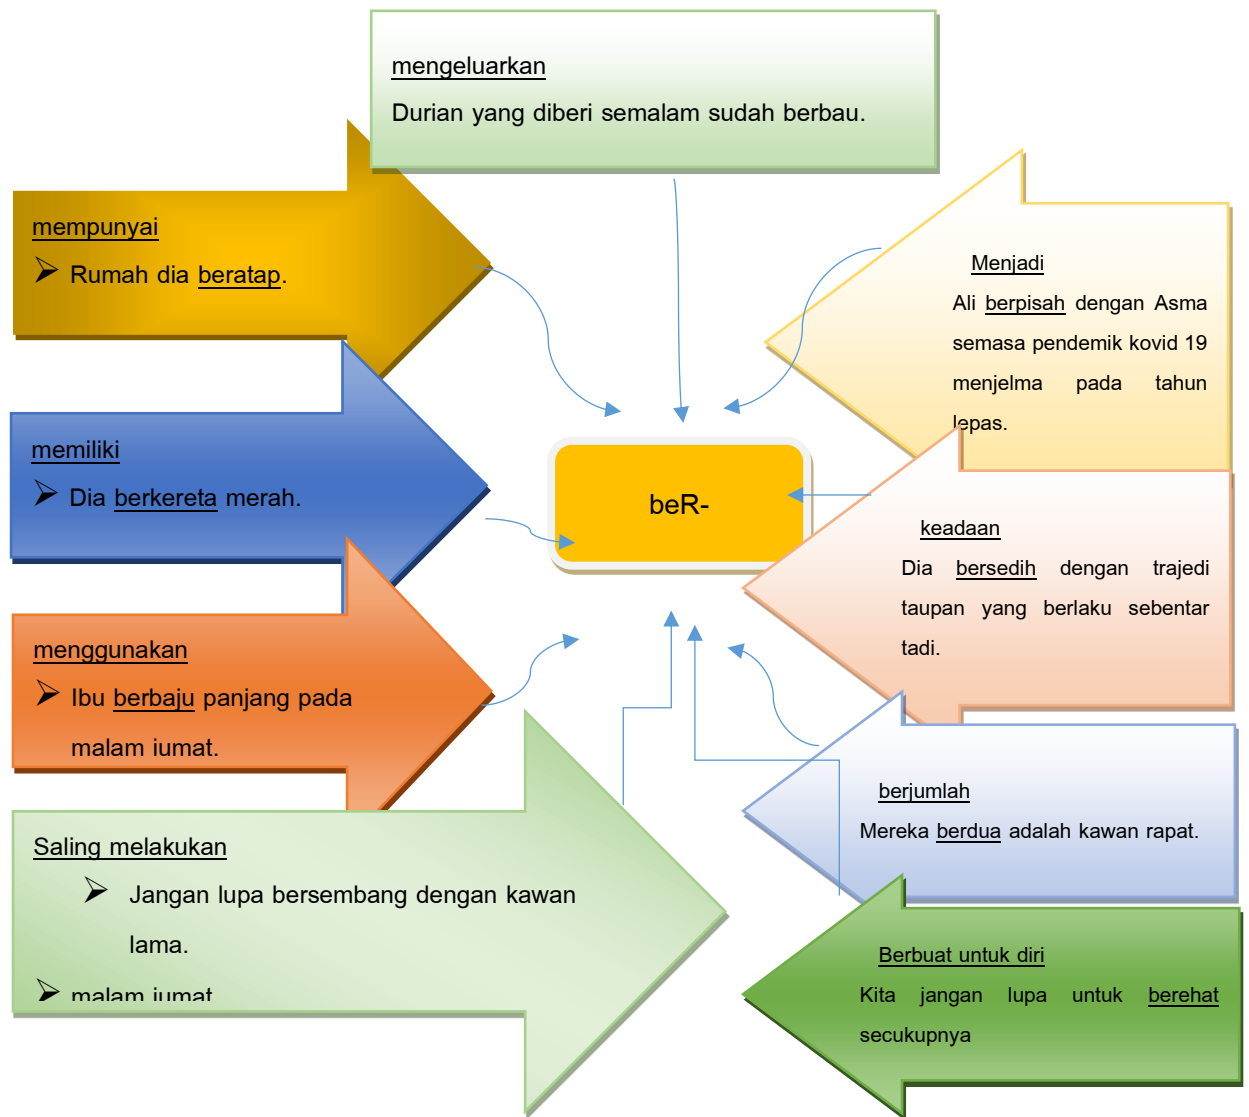 mengeluarkan
Durian yang diberi semalam sudah berbau.
mempunyai
➢ Rumah dia beratap.
memiliki
➢ Dia berkereta merah.
menggunakan
➢ Ibu berbaju panjang pada
malam iumat.
Saling melakukan
➢ Jangan lupa bersembang dengan kawan
lama.
➢ malam iumat
beR-
Menjadi
Ali berpisah dengan Asma
semasa pendemik kovid 19
menjelma pada tahun
lepas.
keadaan
Dia bersedih dengan trajedi
taupan yang berlaku sebentar
tadi.
berjumlah
Mereka berdua adalah kawan rapat.
Berbuat untuk diri
Kita jangan lupa untuk berehat
secukupnya